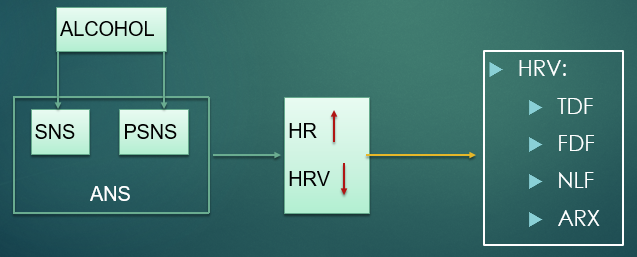 ALCOHOL
SNS
PSNS
ANS
HR
HRV
HRV:
TDF
FDF
NLF
ARX